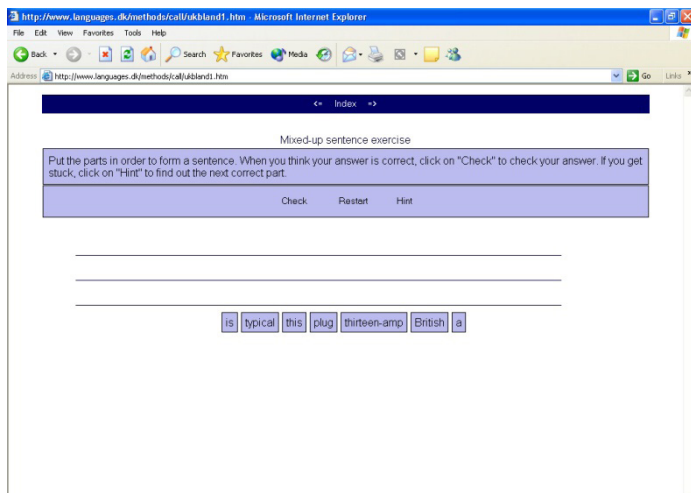 http://www.languages.dk/methods/call/ukbland1.htm - Microsoft Internet Explorer
File Edit View Favorites Tools Help
Back Search Favorites Media
Address http://www.languages.dk/methods/call/ukbland1.htm Go Links »
<= Index =>
Mixed-up sentence exercise
Put the parts in order to form a sentence. When you think your answer is correct, click on "Check" to check your answer. If you get
stuck, click on "Hint" to find out the next correct part.
Check Restart Hint
is typical this plug thirteen-amp British a